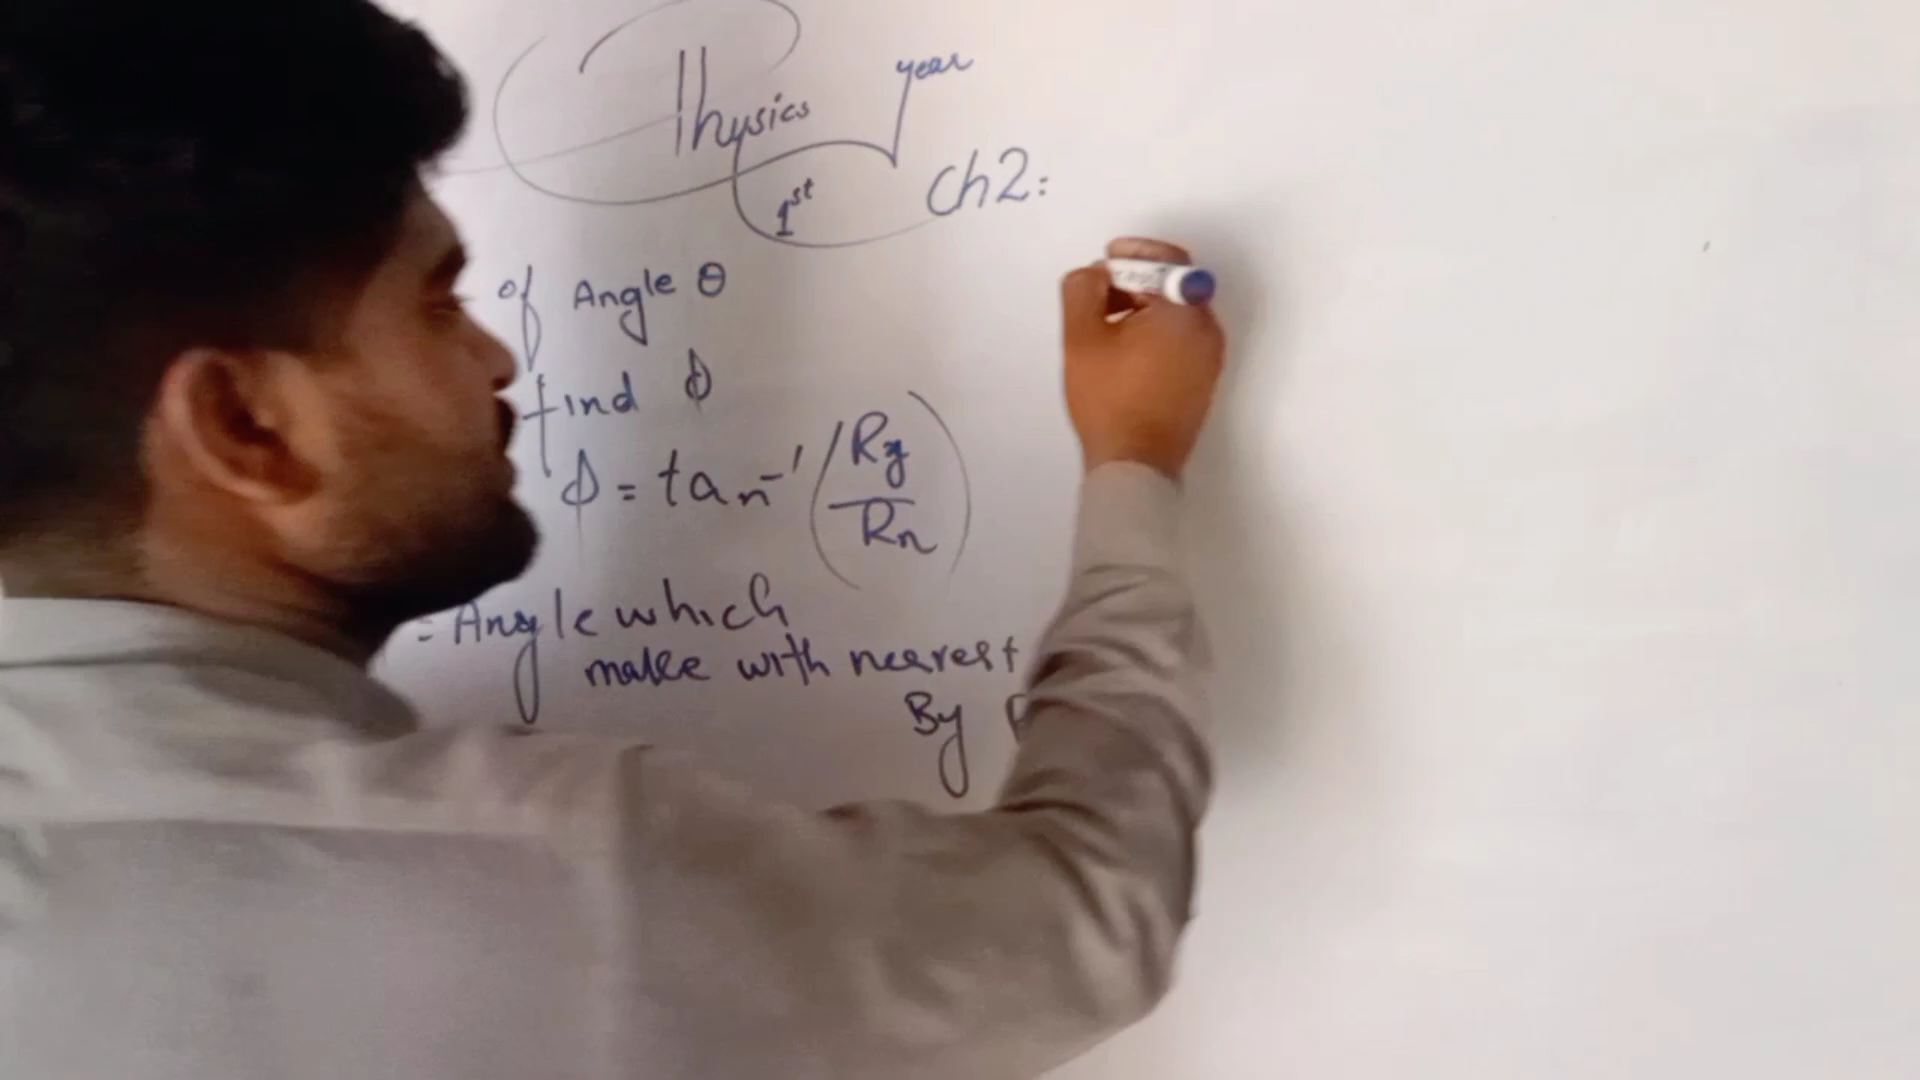 Physics
1st year
Ch2:
of Angle θ
find ϕ
ϕ = tan⁻¹ (Ry/Rx)
= Angle which
make with nearest
By